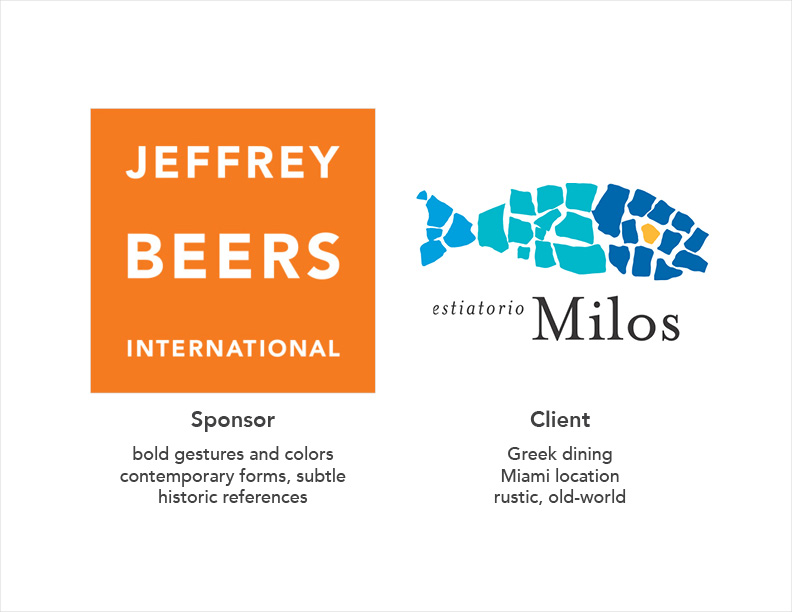 JEFFREY
BEERS
INTERNATIONAL
estiatorio Milos
Sponsor
bold gestures and colors
contemporary forms, subtle
historic references
Client
Greek dining
Miami location
rustic, old-world